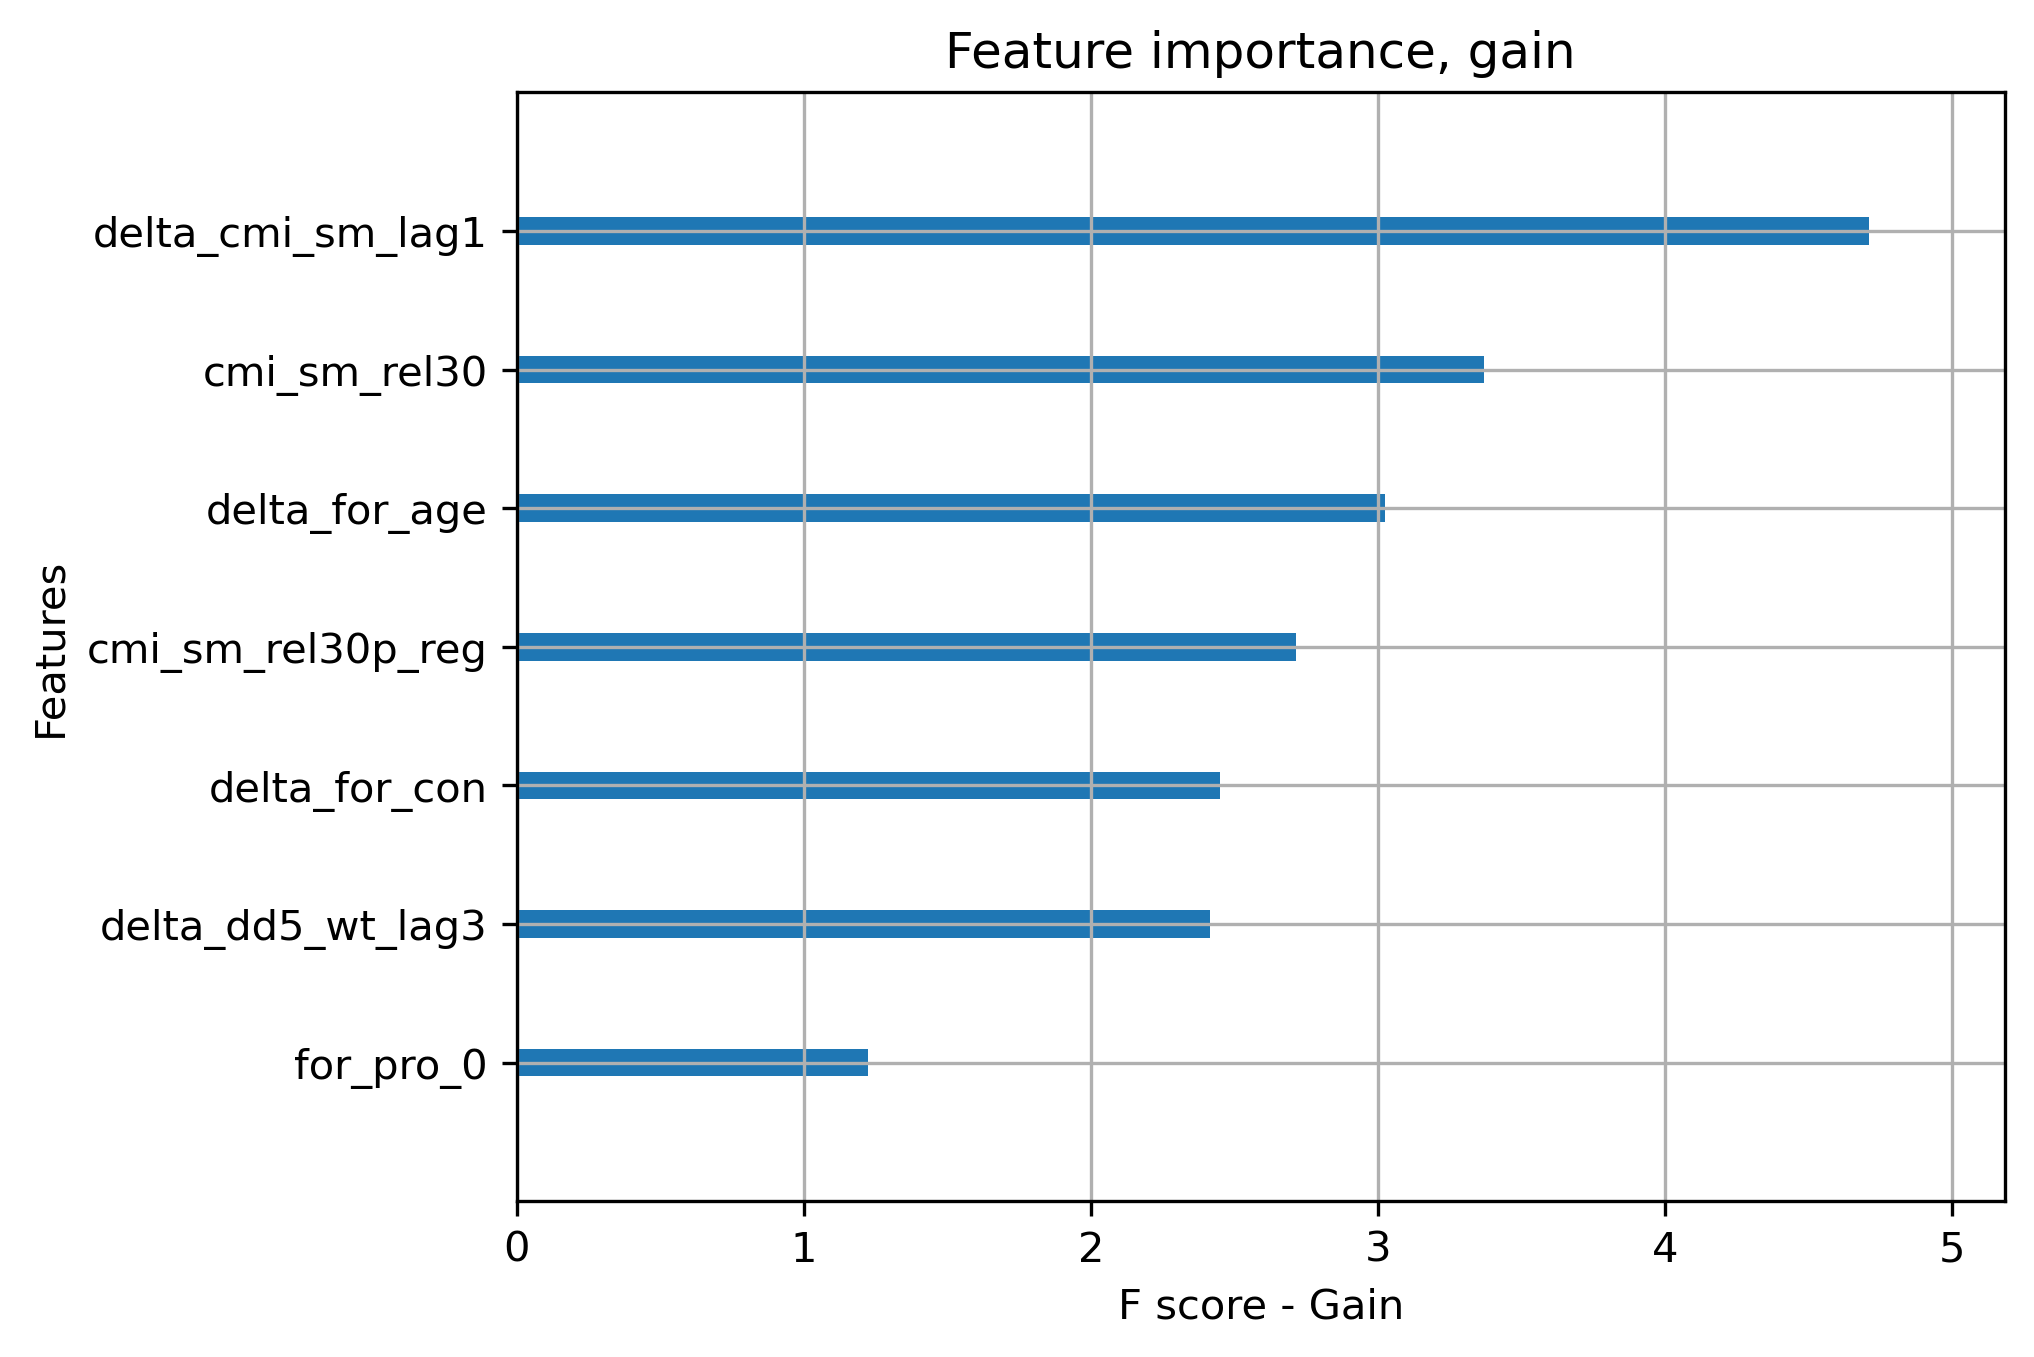 Feature importance, gain
Features
delta_cmi_sm_lag1
cmi_sm_rel30
delta_for_age
cmi_sm_rel30p_reg
delta_for_con
delta_dd5_wt_lag3
for_pro_0
0 1 2 3 4 5
F score - Gain